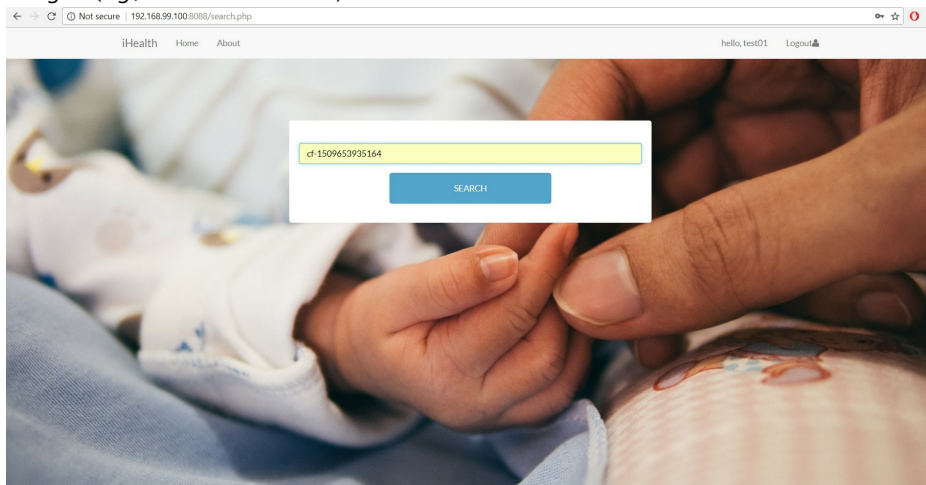 Not secure | 192.168.99.100:8088/search.php
iHealth Home About hello, test01 Logout
cf-1509653935164
SEARCH